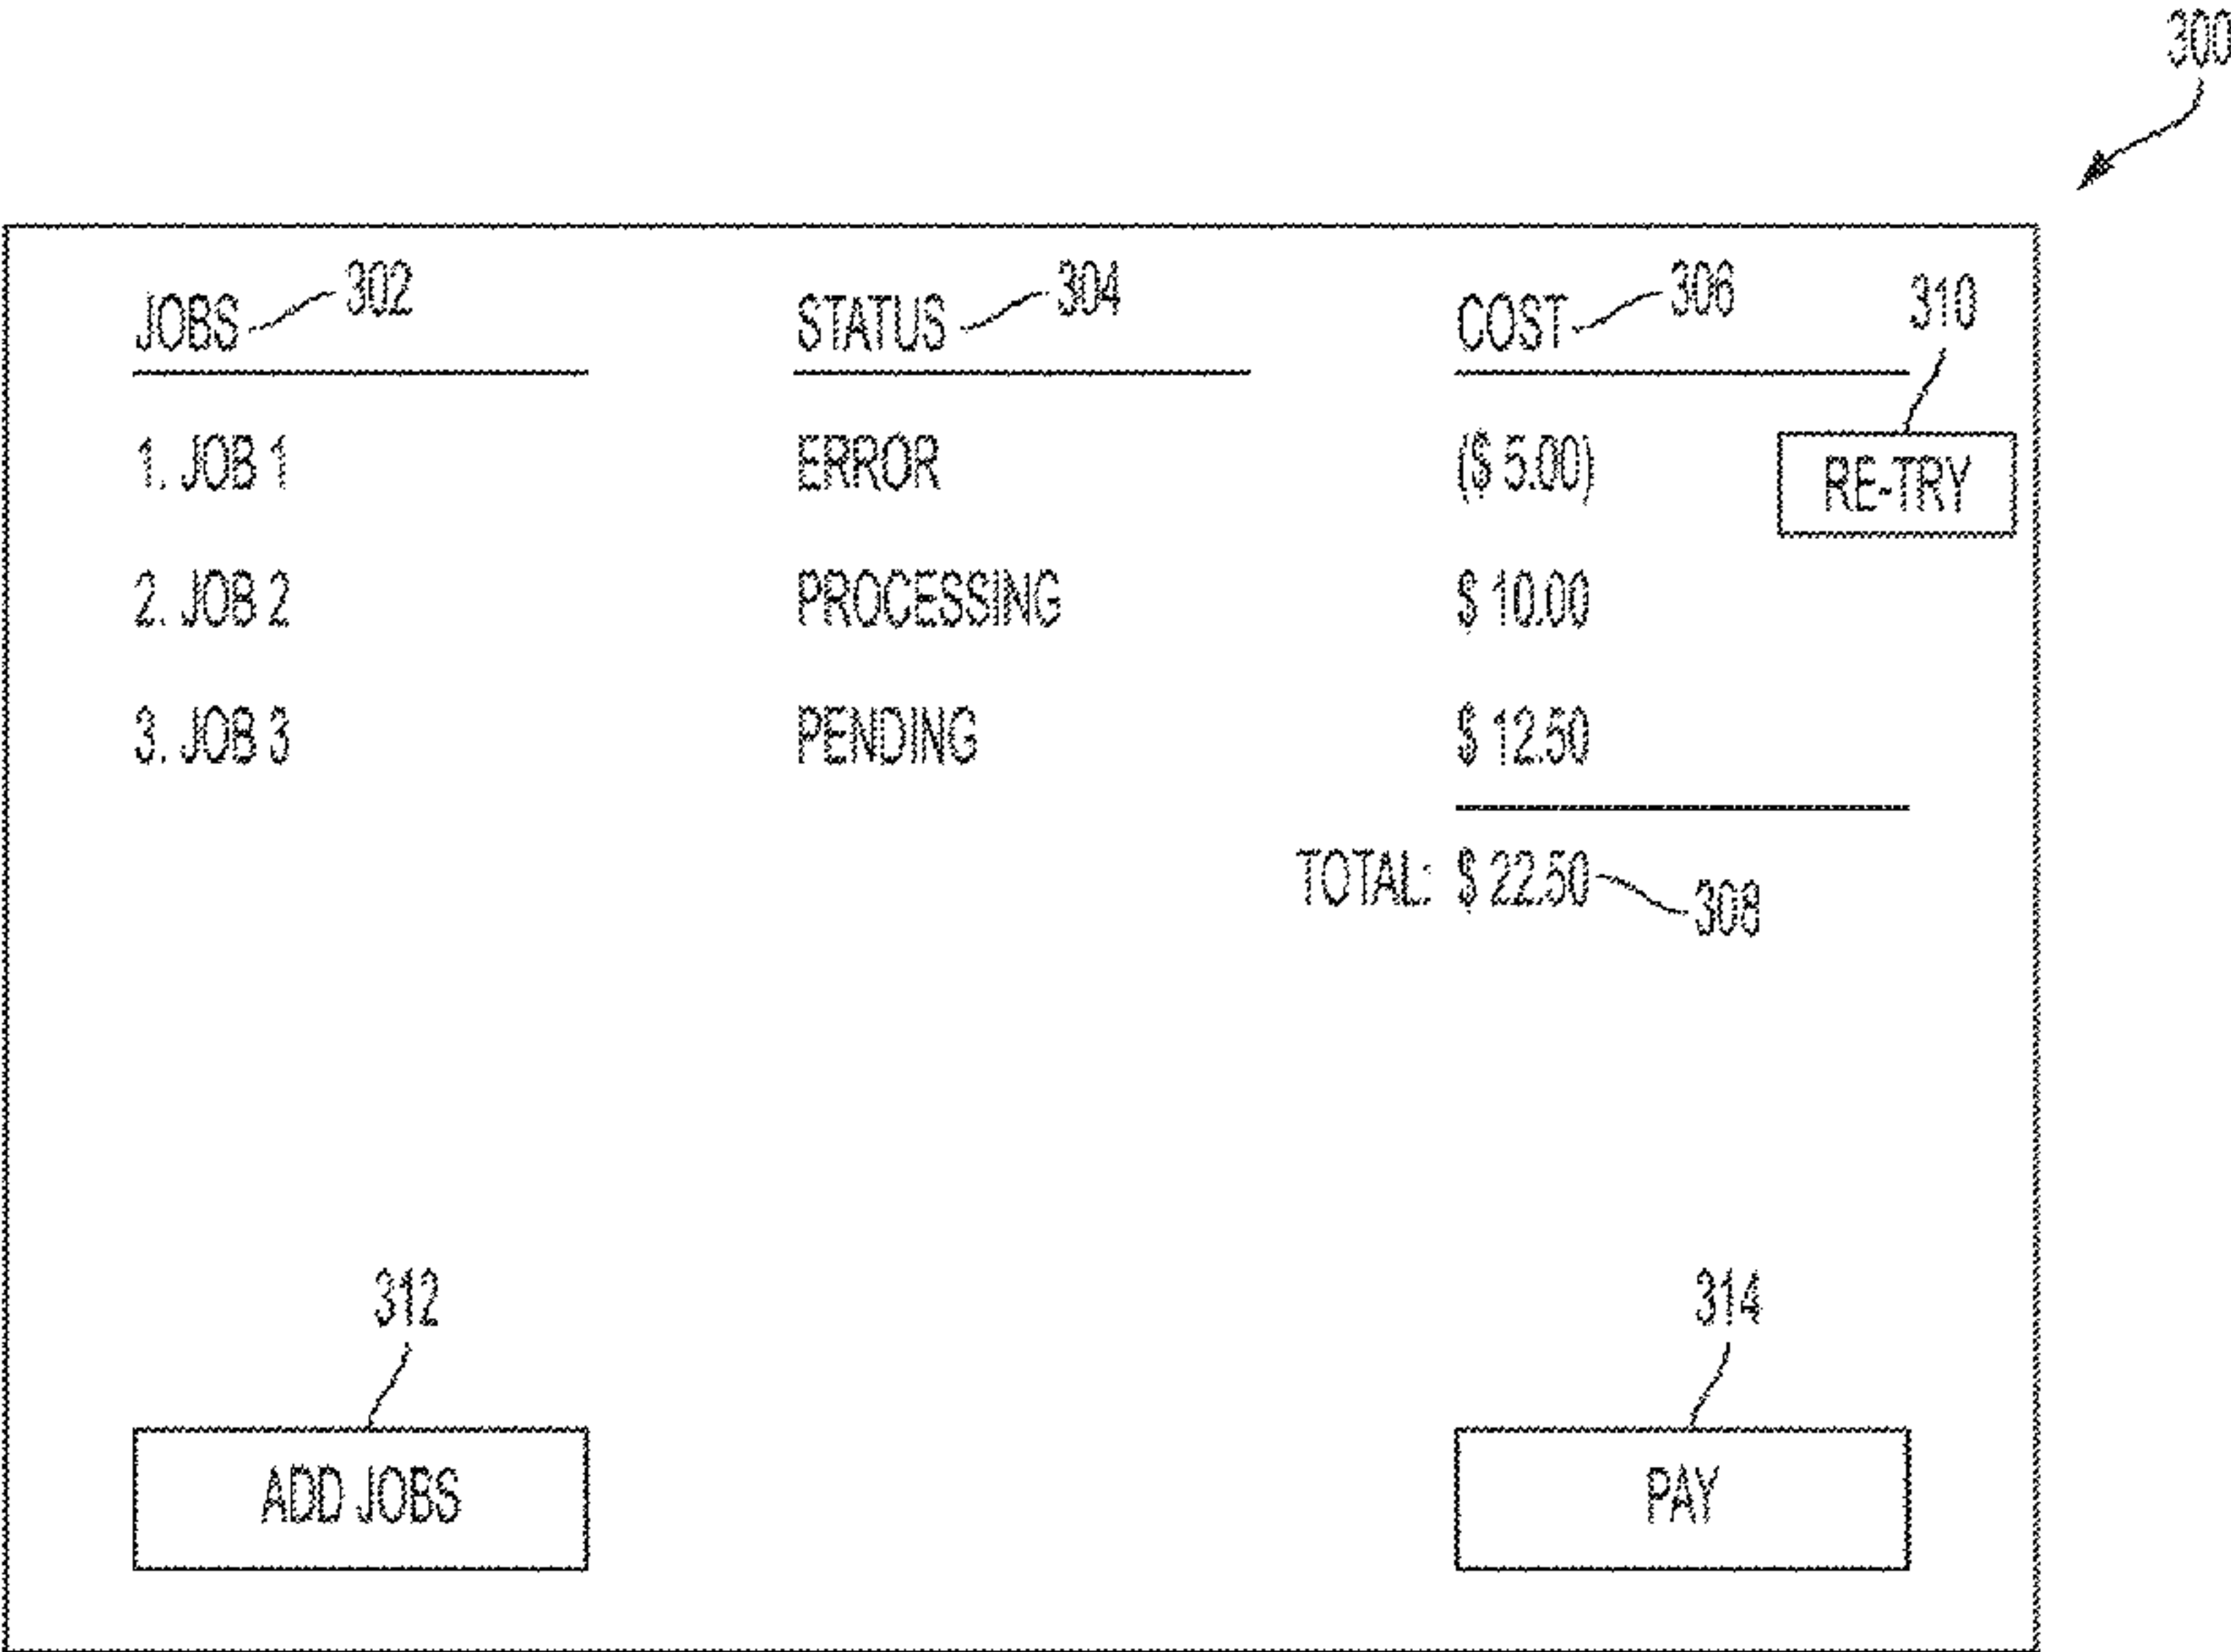 300
JOBS 302 STATUS 304 COST 306 310
1. JOB 1 ERROR ($ 5.00) RE-TRY
2. JOB 2 PROCESSING $ 10.00
3. JOB 3 PENDING $ 12.50
TOTAL: $ 22.50 308
312 314
ADD JOBS PAY